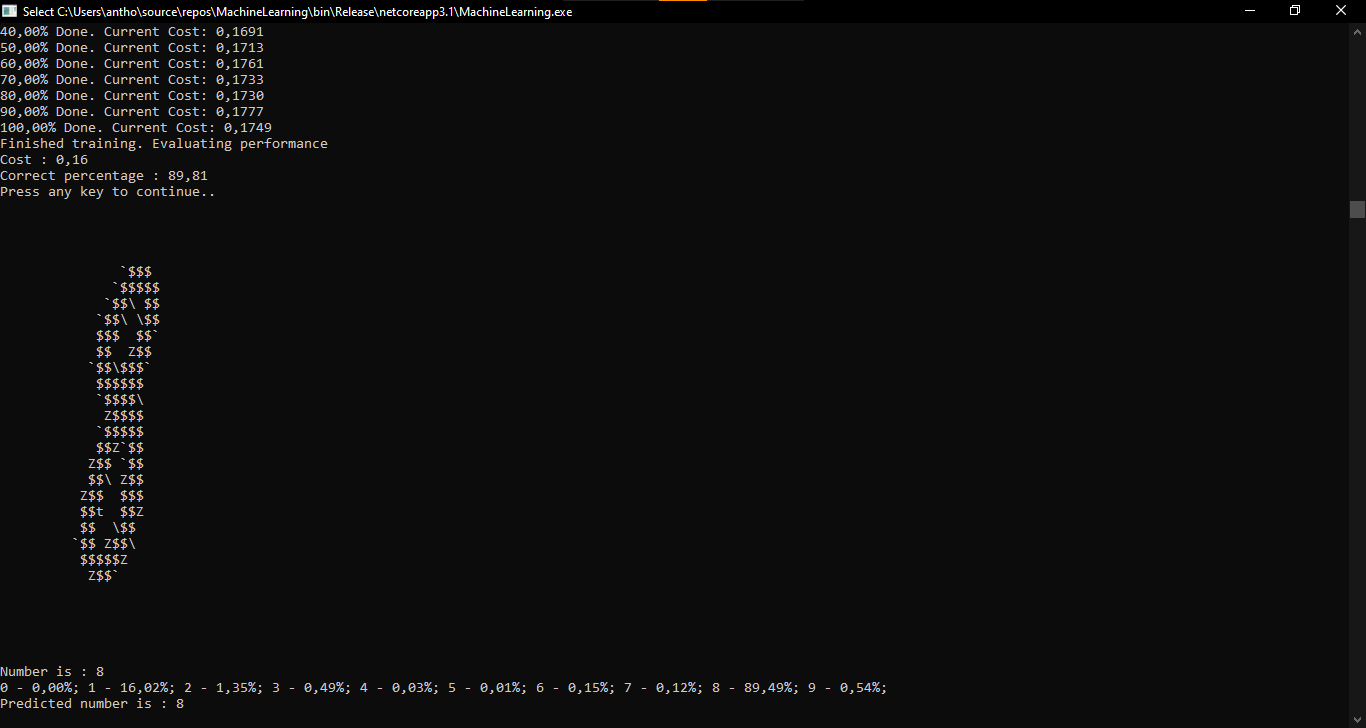 Select C:\Users\antho\source\repos\MachineLearning\bin\Release\netcoreapp3.1\MachineLearning.exe
40,00% Done. Current Cost: 0,1691
50,00% Done. Current Cost: 0,1713
60,00% Done. Current Cost: 0,1761
70,00% Done. Current Cost: 0,1733
80,00% Done. Current Cost: 0,1730
90,00% Done. Current Cost: 0,1777
100,00% Done. Current Cost: 0,1749
Finished training. Evaluating performance
Cost : 0,16
Correct percentage : 89,81
Press any key to continue..
               `$$$
              `$$$$$
             `$$\ $$
            `$$\ \$$
            $$$  $$`
            $$  Z$$
           `$$\$$$`
            $$$$$$
            `$$$$\
             Z$$$$
            `$$$$$
            $$Z`$$
           Z$$ `$$
           $$\ Z$$
          Z$$  $$$
          $$t  $$Z
          $$  \$$
         `$$ Z$$\
          $$$$$Z
           Z$$`
Number is : 8
0 - 0,00%; 1 - 16,02%; 2 - 1,35%; 3 - 0,49%; 4 - 0,03%; 5 - 0,01%; 6 - 0,15%; 7 - 0,12%; 8 - 89,49%; 9 - 0,54%;
Predicted number is : 8